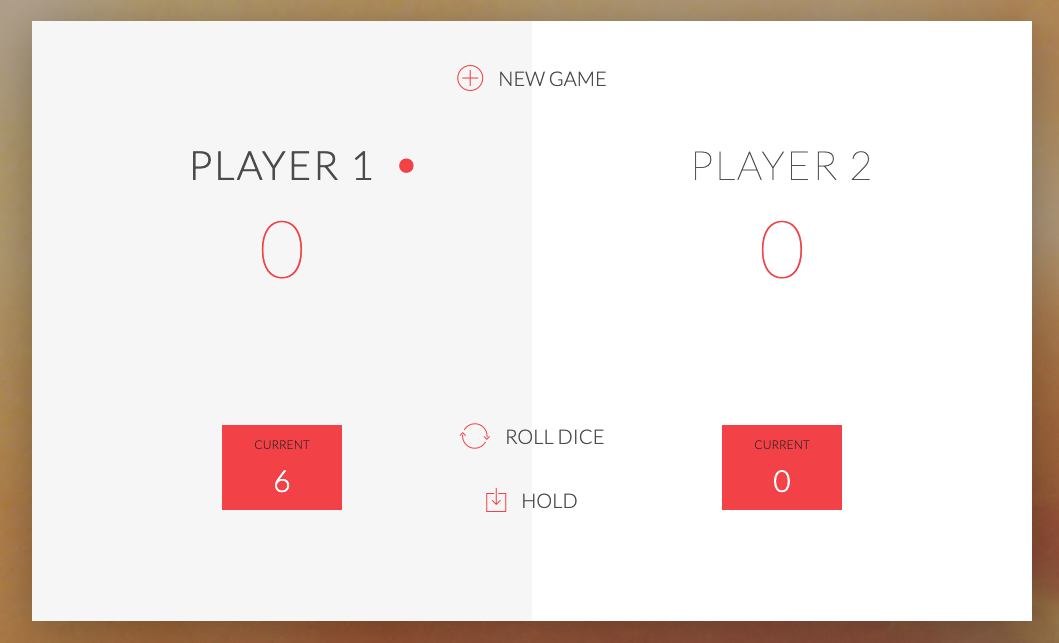 NEW GAME
PLAYER 1
PLAYER 2
0
0
CURRENT
6
ROLL DICE
HOLD
CURRENT
0